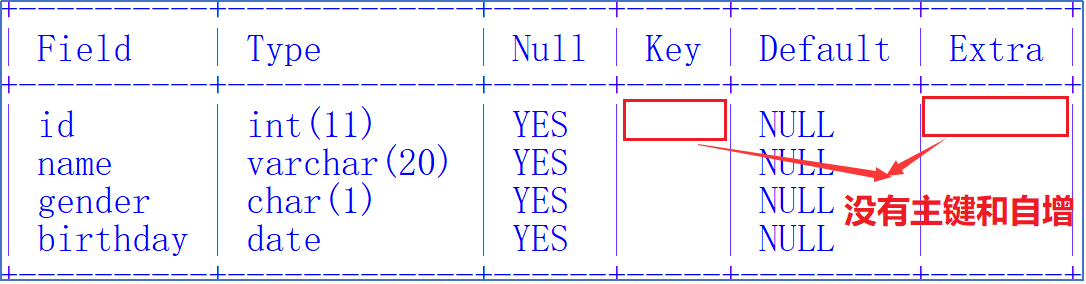 Field Type Null Key Default Extra
id int(11) YES NULL
name varchar(20) YES NULL
gender char(1) YES NULL
birthday date YES NULL
没有主键和自增